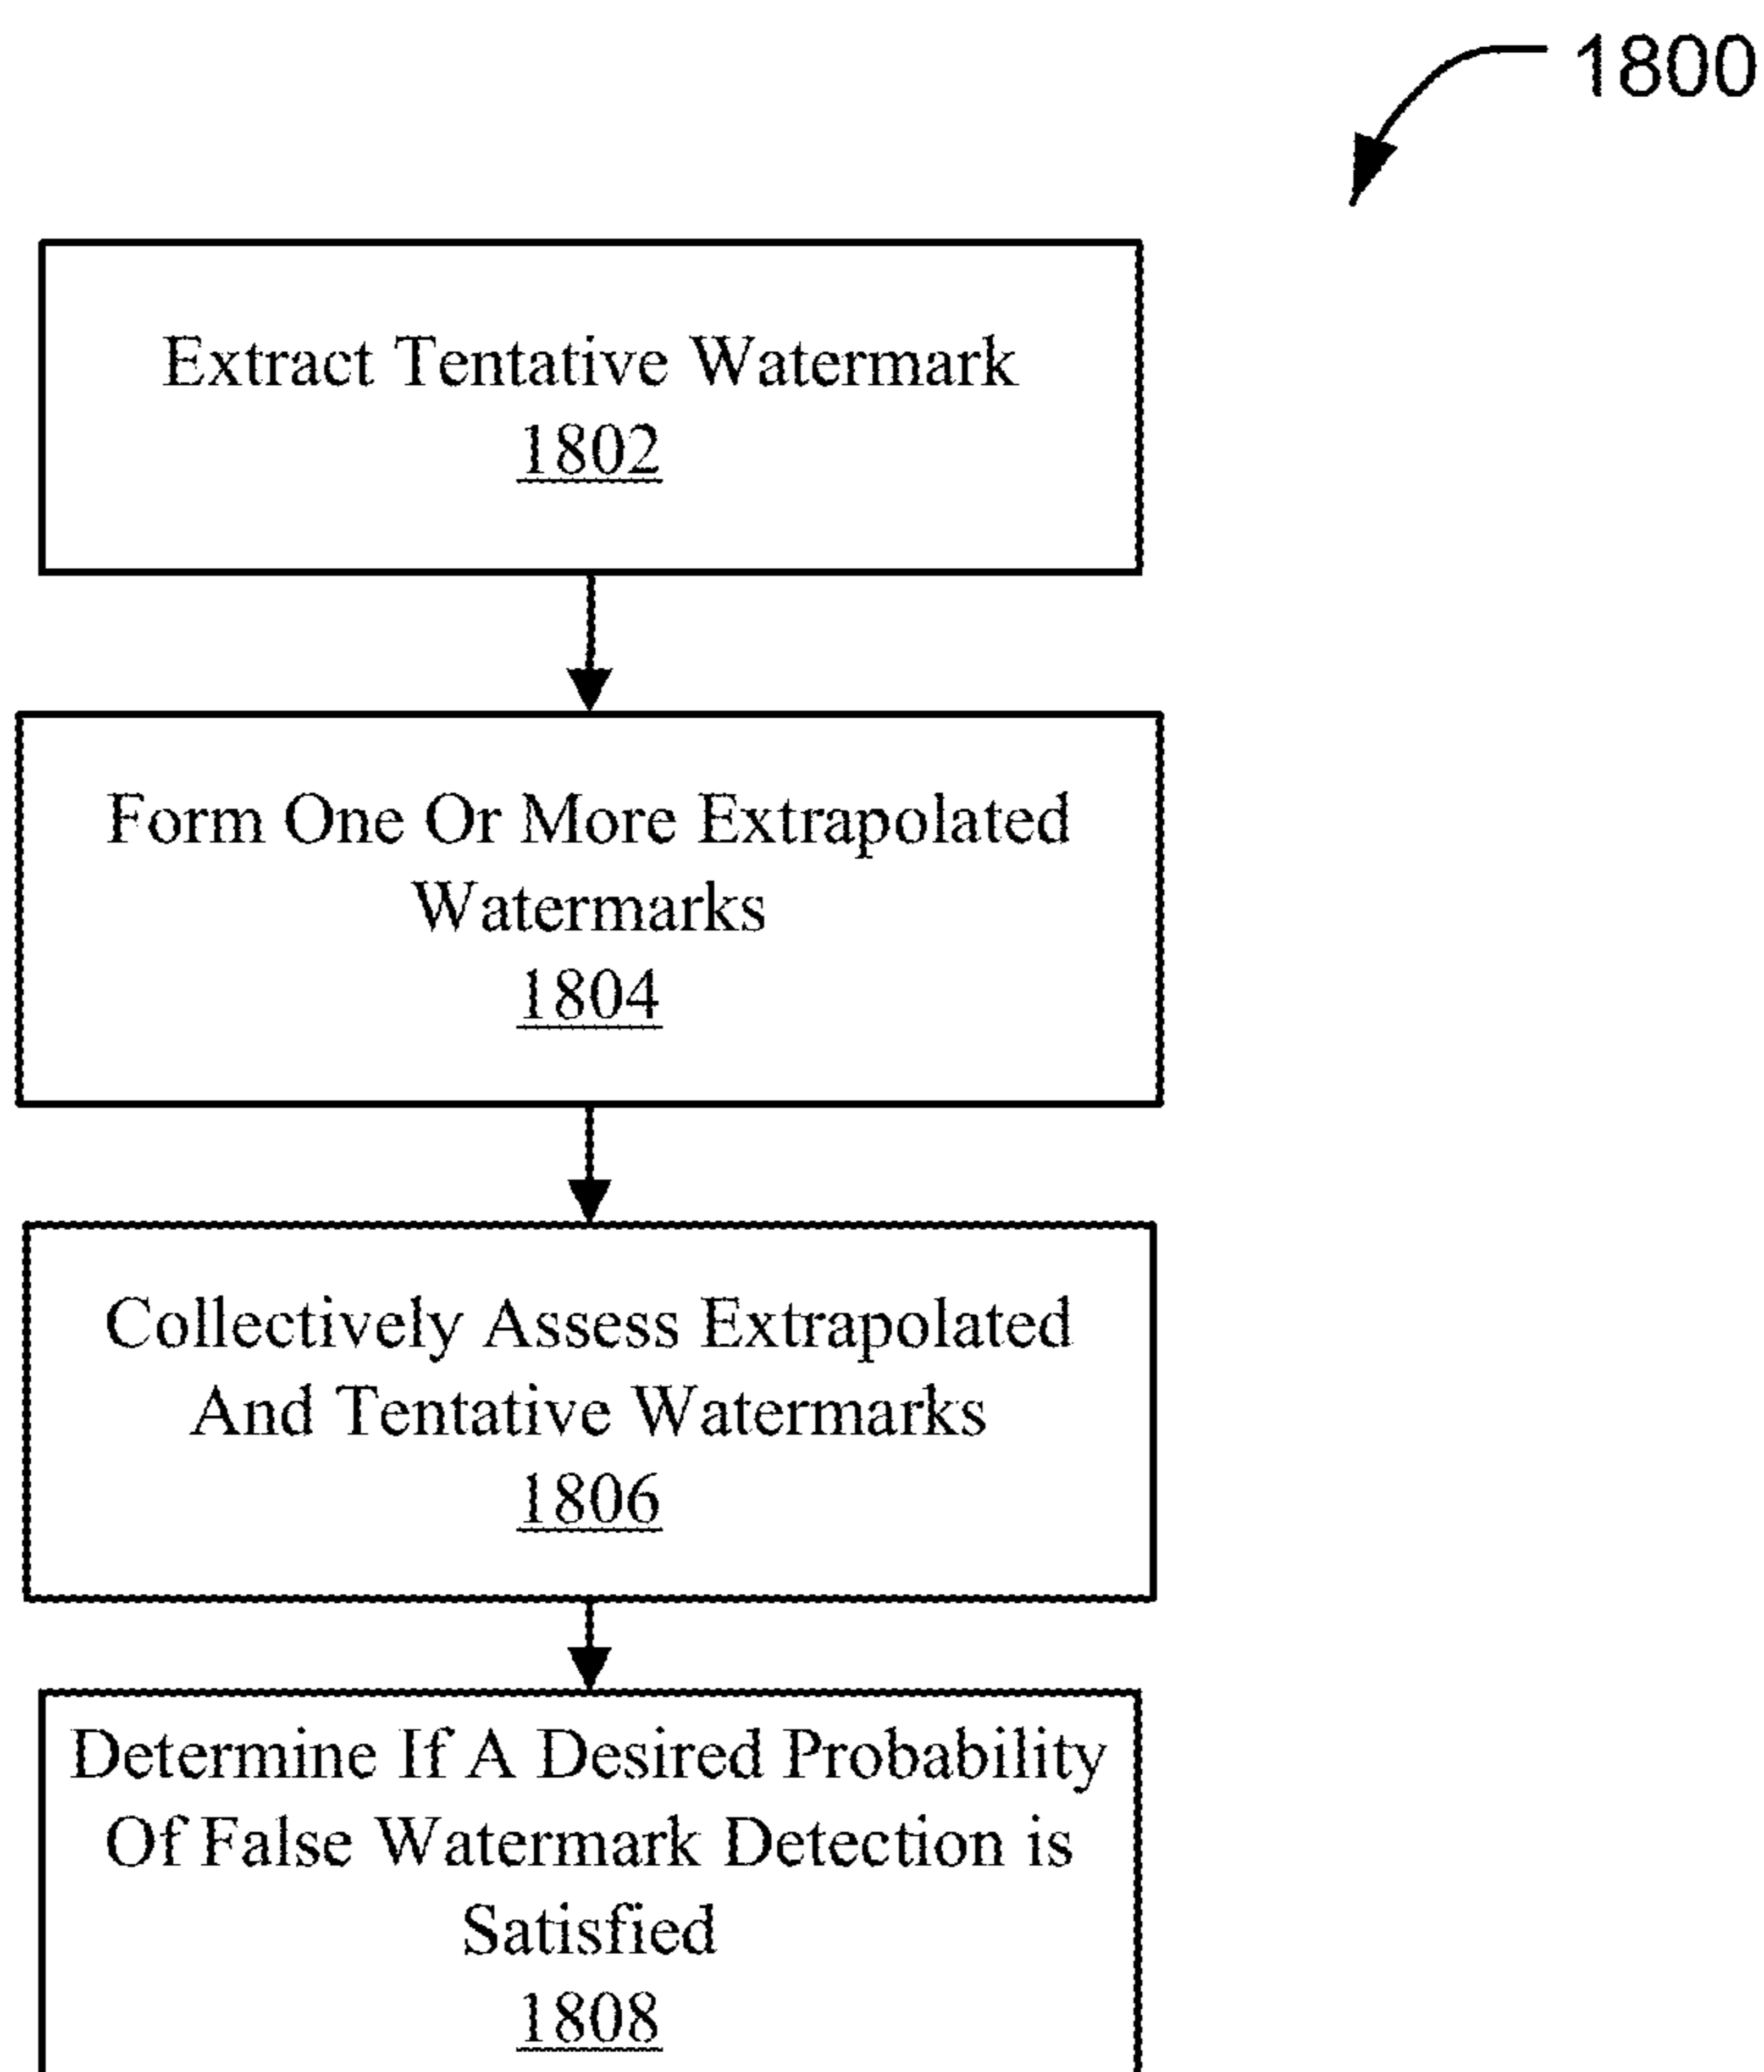 1800
Extract Tentative Watermark
1802
Form One Or More Extrapolated
Watermarks
1804
Collectively Assess Extrapolated
And Tentative Watermarks
1806
Determine If A Desired Probability
Of False Watermark Detection is
Satisfied
1808